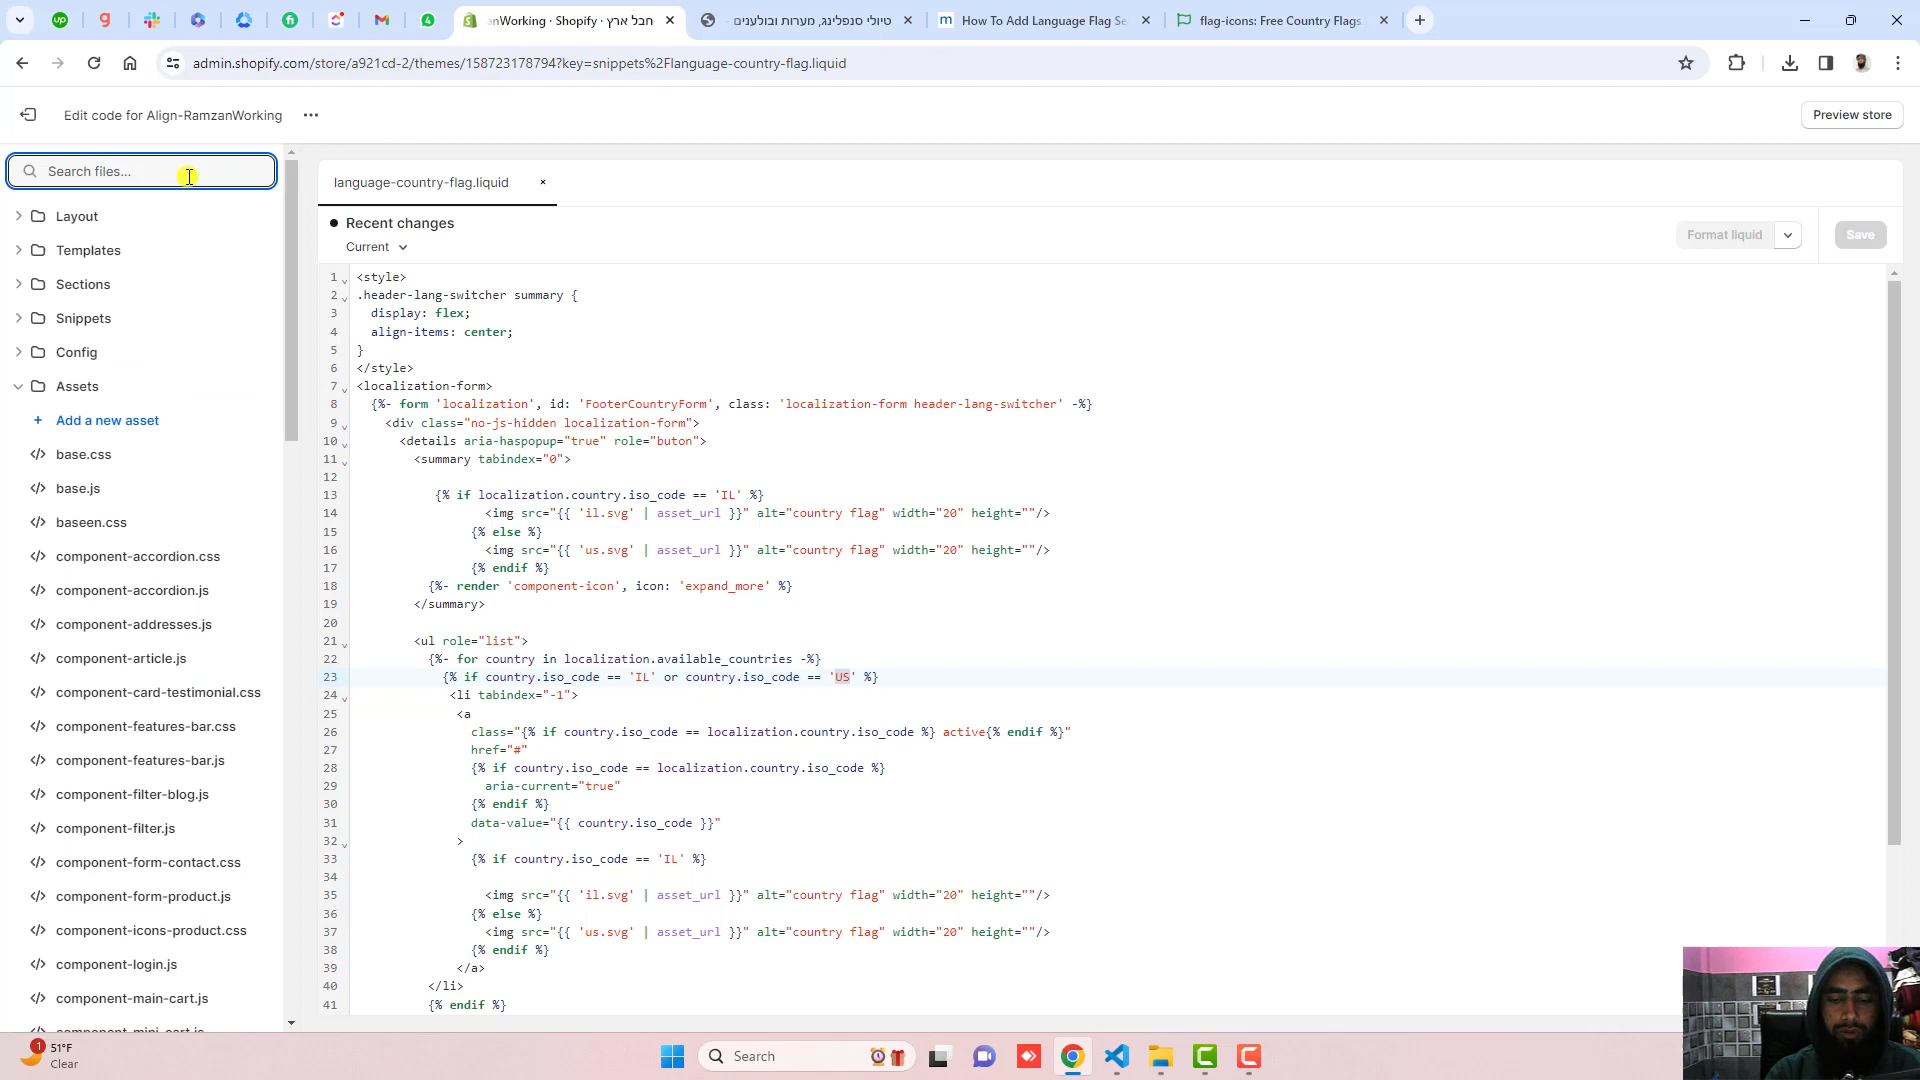 anWorking · Shopify · חבל ארץ
טיולי סנפלינג, מערות ובולענים
How To Add Language Flag Se
flag-icons: Free Country Flags
admin.shopify.com/store/a921cd-2/themes/158723178794?key=snippets%2Flanguage-country-flag.liquid
Edit code for Align-RamzanWorking
Preview store
Search files...
Layout
Templates
Sections
Snippets
Config
Assets
Add a new asset
base.css
base.js
baseen.css
component-accordion.css
component-accordion.js
component-addresses.js
component-article.js
component-card-testimonial.css
component-features-bar.css
component-features-bar.js
component-filter-blog.js
component-filter.js
component-form-contact.css
component-form-product.js
component-icons-product.css
component-login.js
component-main-cart.js
component-mini-cart.js
language-country-flag.liquid
Recent changes
Current
Format liquid
Save
1 <style>
2 .header-lang-switcher summary {
3 display: flex;
4 align-items: center;
5 }
6 </style>
7 <localization-form>
8 {%- form 'localization', id: 'FooterCountryForm', class: 'localization-form header-lang-switcher' -%}
9 <div class="no-js-hidden localization-form">
10 <details aria-haspopup="true" role="buton">
11 <summary tabindex="0">
12
13 {% if localization.country.iso_code == 'IL' %}
14 <img src="{{ 'il.svg' | asset_url }}" alt="country flag" width="20" height=""/>
15 {% else %}
16 <img src="{{ 'us.svg' | asset_url }}" alt="country flag" width="20" height=""/>
17 {% endif %}
18 {%- render 'component-icon', icon: 'expand_more' %}
19 </summary>
20
21 <ul role="list">
22 {%- for country in localization.available_countries -%}
23 {% if country.iso_code == 'IL' or country.iso_code == 'US' %}
24 <li tabindex="-1">
25 <a
26 class="{% if country.iso_code == localization.country.iso_code %} active{% endif %}"
27 href="#"
28 {% if country.iso_code == localization.country.iso_code %}
29 aria-current="true"
30 {% endif %}
31 data-value="{{ country.iso_code }}"
32 >
33 {% if country.iso_code == 'IL' %}
34
35 <img src="{{ 'il.svg' | asset_url }}" alt="country flag" width="20" height=""/>
36 {% else %}
37 <img src="{{ 'us.svg' | asset_url }}" alt="country flag" width="20" height=""/>
38 {% endif %}
39 </a>
40 </li>
41 {% endif %}
1
51°F
Clear
Search